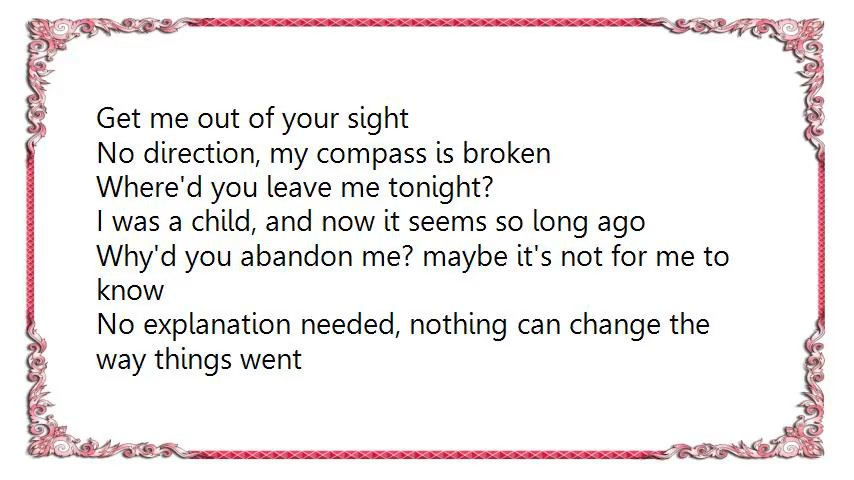 Get me out of your sight
No direction, my compass is broken
Where'd you leave me tonight?
I was a child, and now it seems so long ago
Why'd you abandon me? maybe it's not for me to
know
No explanation needed, nothing can change the
way things went